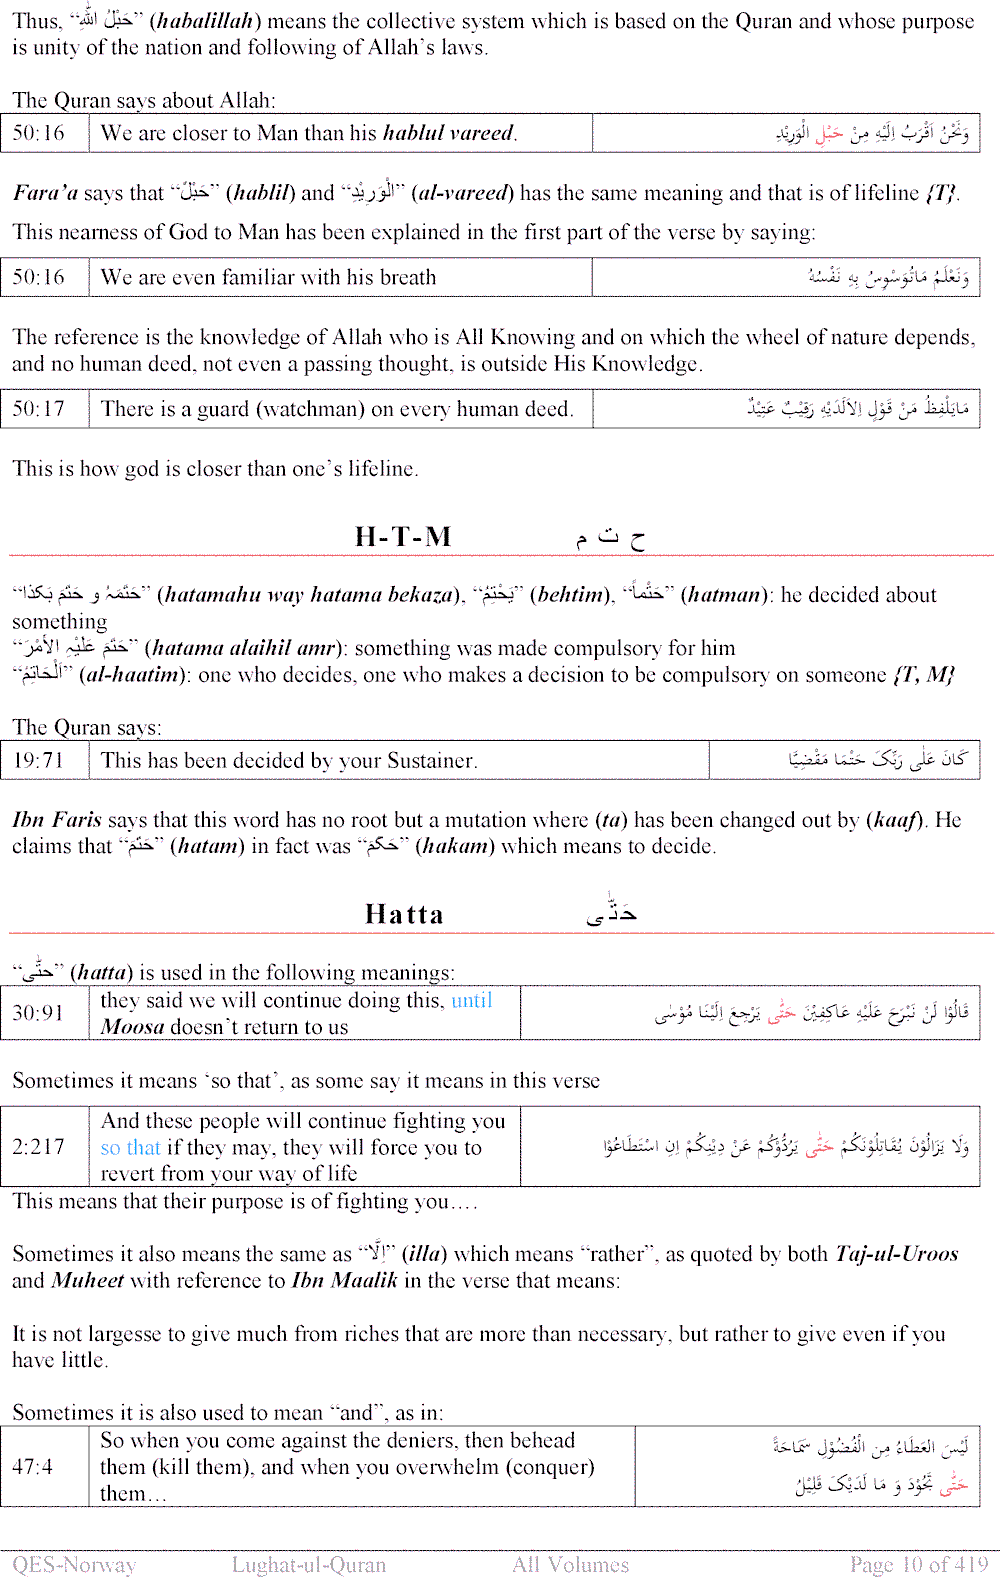 Thus, “حَبْلُ اللّٰهِ” (habalillah) means the collective system which is based on the Quran and whose purpose
is unity of the nation and following of Allah’s laws.
The Quran says about Allah:
50:16 We are closer to Man than his hablul vareed. وَنَحْنُ اَقْرَبُ اِلَيْهِ مِنْ حَبْلِ الْوَرِيْدِ
Fara’a says that “حَبْلٌ” (hablil) and “الْوَرِيْدِ” (al-vareed) has the same meaning and that is of lifeline {T}.
This nearness of God to Man has been explained in the first part of the verse by saying:
50:16 We are even familiar with his breath وَنَعْلَمُ مَاتُوَسْوِسُ بِهٖ نَفْسُهُ
The reference is the knowledge of Allah who is All Knowing and on which the wheel of nature depends,
and no human deed, not even a passing thought, is outside His Knowledge.
50:17 There is a guard (watchman) on every human deed. مَايَلْفِظُ مَنْ قَوْلٍ اِلاَّلَدَيْهِ رَقِيْبٌ عَتِيْدٌ
This is how god is closer than one’s lifeline.
H-T-M ح ت م
“حَتَمَہُ و حَتَمَ بَکذا” (hatamahu way hatama bekaza), “يَحْتِمُ” (behtim), “حَتْماً” (hatman): he decided about
something
“حَتَمَ عَلَيْہِ الأَمْرَ” (hatama alaihil amr): something was made compulsory for him
“اَلْحَاتِمُ” (al-haatim): one who decides, one who makes a decision to be compulsory on someone {T, M}
The Quran says:
19:71 This has been decided by your Sustainer. كَانَ عَلٰى رَبِّکَ حَتْمَا مَقْضِيًّا
Ibn Faris says that this word has no root but a mutation where (ta) has been changed out by (kaaf). He
claims that “حَتَمَ” (hatam) in fact was “حَکَمَ” (hakam) which means to decide.
Hatta حَتّٰى
“حتّٰى” (hatta) is used in the following meanings:
30:91 they said we will continue doing this, until قَالُوْا لَنْ نَبْرَحَ عَلَيْهِ عَاكِفِيْنَ حَتّٰى يَرْجِعَ اِلَيْنَا مُوْسٰى
Moosa doesn’t return to us
Sometimes it means ‘so that’, as some say it means in this verse
And these people will continue fighting you
2:217 so that if they may, they will force you to وَلَا يَزَالُوْنَ يُقَاتِلُوْنَكُمْ حَتّٰى يَرُدُّوْكُمْ عَنْ دِيْنِكُمْ اِنِ اسْتَطَاعُوْا
revert from your way of life
This means that their purpose is of fighting you….
Sometimes it also means the same as “اِلَّا” (illa) which means “rather”, as quoted by both Taj-ul-Uroos
and Muheet with reference to Ibn Maalik in the verse that means:
It is not largesse to give much from riches that are more than necessary, but rather to give even if you
have little.
Sometimes it is also used to mean “and”, as in:
So when you come against the deniers, then behead لَيْسَ العَطَاءُ مِنِ الْفُضُوْلِ سَمَاحَةً
47:4 them (kill them), and when you overwhelm (conquer)
them… حَتّٰى تَجُوْدَ وَ مَا لَدَيْکَ قَلِيْلُ
QES-Norway Lughat-ul-Quran All Volumes Page 10 of 419